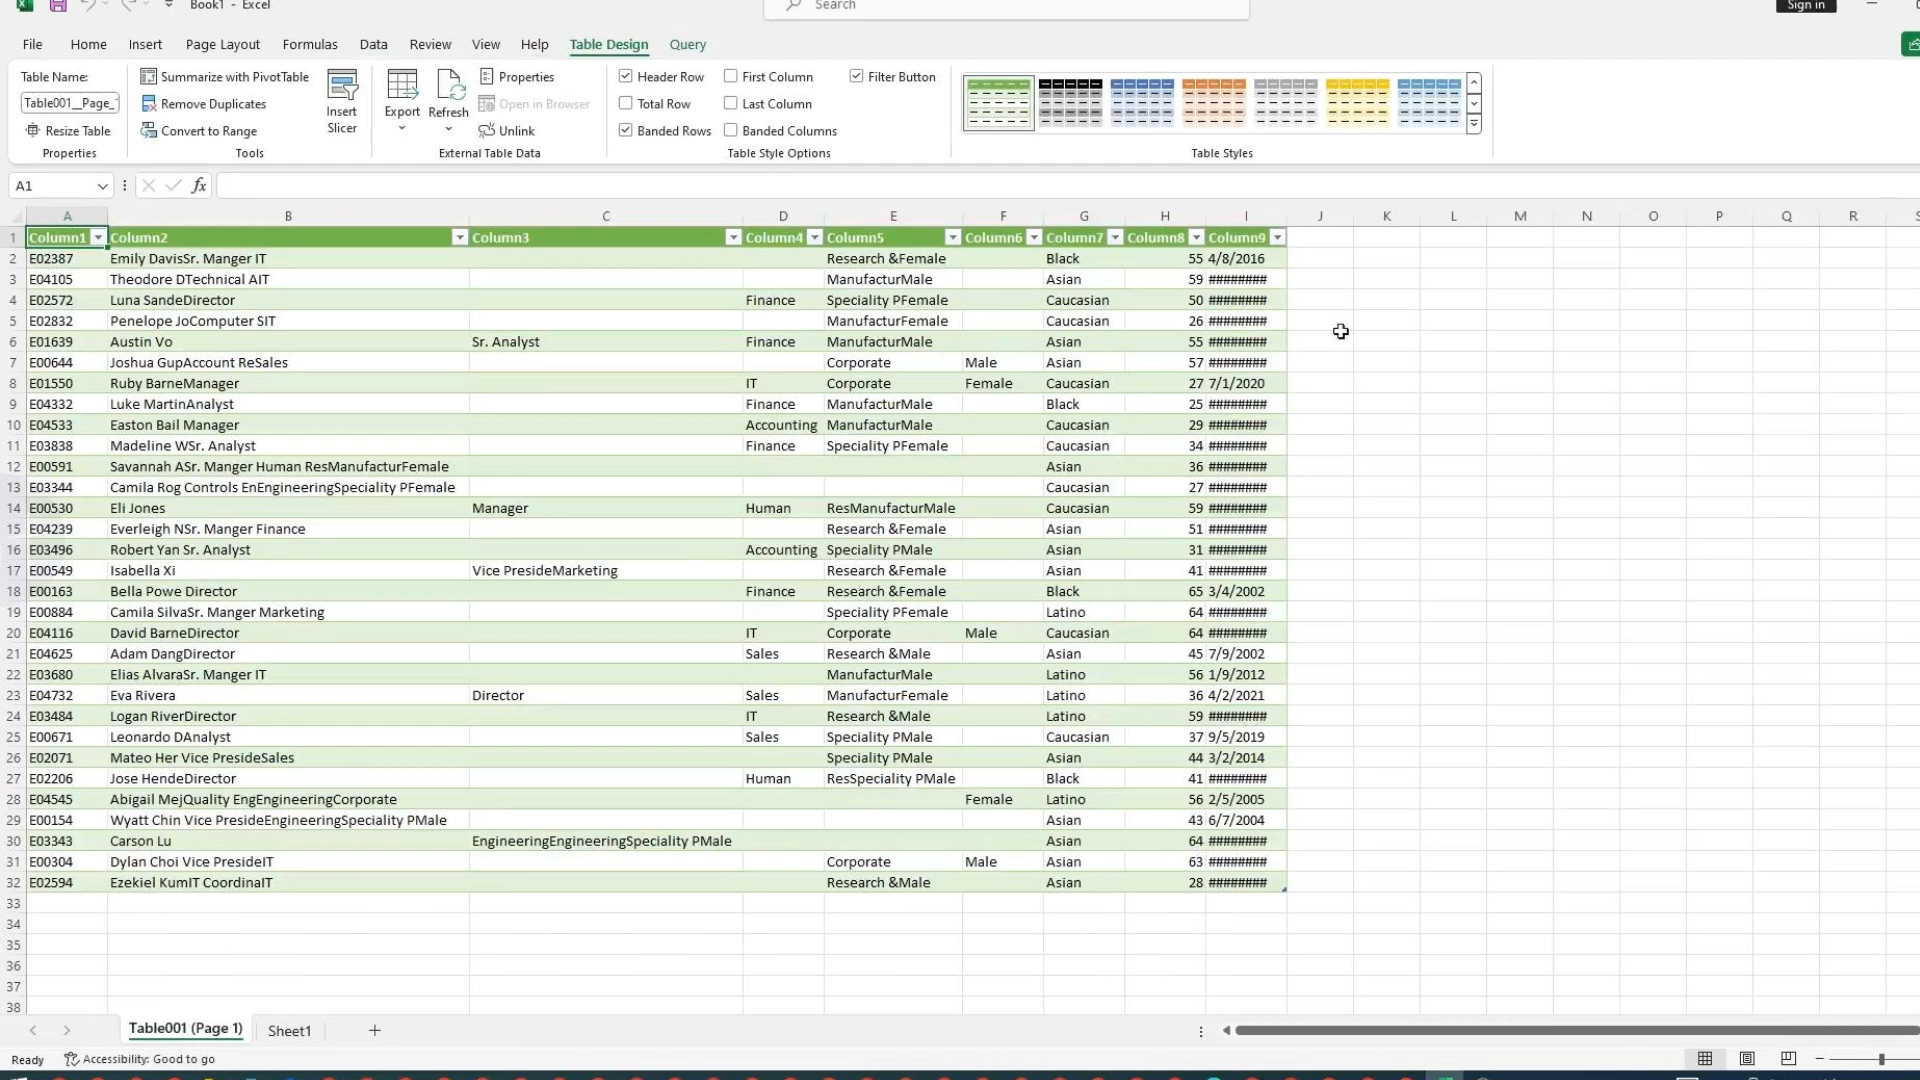 Book1 - Excel
Search
Sign in
File Home Insert Page Layout Formulas Data Review View Help Table Design Query
Table Name:
Table001__Page_
Resize Table
Properties
Summarize with PivotTable
Remove Duplicates
Convert to Range
Tools
Insert
Slicer
Export
Refresh
Properties
Open in Browser
Unlink
External Table Data
Header Row First Column Filter Button
Total Row Last Column
Banded Rows Banded Columns
Table Style Options
Table Styles
A1 fx
A B C D E F G H I J K L M N O P Q R S
1 Column1 Column2 Column3 Column4 Column5 Column6 Column7 Column8 Column9
2 E02387 Emily DavisSr. Manger IT Research &Female Black 55 4/8/2016
3 E04105 Theodore DTechnical AIT ManufacturMale Asian 59 ########
4 E02572 Luna SandeDirector Finance Speciality PFemale Caucasian 50 ########
5 E02832 Penelope JoComputer SIT ManufacturFemale Caucasian 26 ########
6 E01639 Austin Vo Sr. Analyst Finance ManufacturMale Asian 55 ########
7 E00644 Joshua GupAccount ReSales Corporate Male Asian 57 ########
8 E01550 Ruby BarneManager IT Corporate Female Caucasian 27 7/1/2020
9 E04332 Luke MartinAnalyst Finance ManufacturMale Black 25 ########
10 E04533 Easton Bail Manager Accounting ManufacturMale Caucasian 29 ########
11 E03838 Madeline WSr. Analyst Finance Speciality PFemale Caucasian 34 ########
12 E00591 Savannah ASr. Manger Human ResManufacturFemale Asian 36 ########
13 E03344 Camila Rog Controls EnEngineeringSpeciality PFemale Caucasian 27 ########
14 E00530 Eli Jones Manager Human ResManufacturMale Caucasian 59 ########
15 E04239 Everleigh NSr. Manger Finance Research &Female Asian 51 ########
16 E03496 Robert Yan Sr. Analyst Accounting Speciality PMale Asian 31 ########
17 E00549 Isabella Xi Vice PresideMarketing Research &Female Asian 41 ########
18 E00163 Bella Powe Director Finance Research &Female Black 65 3/4/2002
19 E00884 Camila SilvaSr. Manger Marketing Speciality PFemale Latino 64 ########
20 E04116 David BarneDirector IT Corporate Male Caucasian 64 ########
21 E04625 Adam DangDirector Sales Research &Male Asian 45 7/9/2002
22 E03680 Elias AlvaraSr. Manger IT ManufacturMale Latino 56 1/9/2012
23 E04732 Eva Rivera Director Sales ManufacturFemale Latino 36 4/2/2021
24 E03484 Logan RiverDirector IT Research &Male Latino 59 ########
25 E00671 Leonardo DAnalyst Sales Speciality PMale Caucasian 37 9/5/2019
26 E02071 Mateo Her Vice PresideSales Speciality PMale Asian 44 3/2/2014
27 E02206 Jose HendeDirector Human ResSpeciality PMale Black 41 ########
28 E04545 Abigail MejQuality EngEngineeringCorporate Female Latino 56 2/5/2005
29 E00154 Wyatt Chin Vice PresideEngineeringSpeciality PMale Asian 43 6/7/2004
30 E03343 Carson Lu EngineeringEngineeringSpeciality PMale Asian 64 ########
31 E00304 Dylan Choi Vice PresideIT Corporate Male Asian 63 ########
32 E02594 Ezekiel KumIT CoordinaIT Research &Male Asian 28 ########
33
34
35
36
37
38
Table001 (Page 1) Sheet1
Ready Accessibility: Good to go